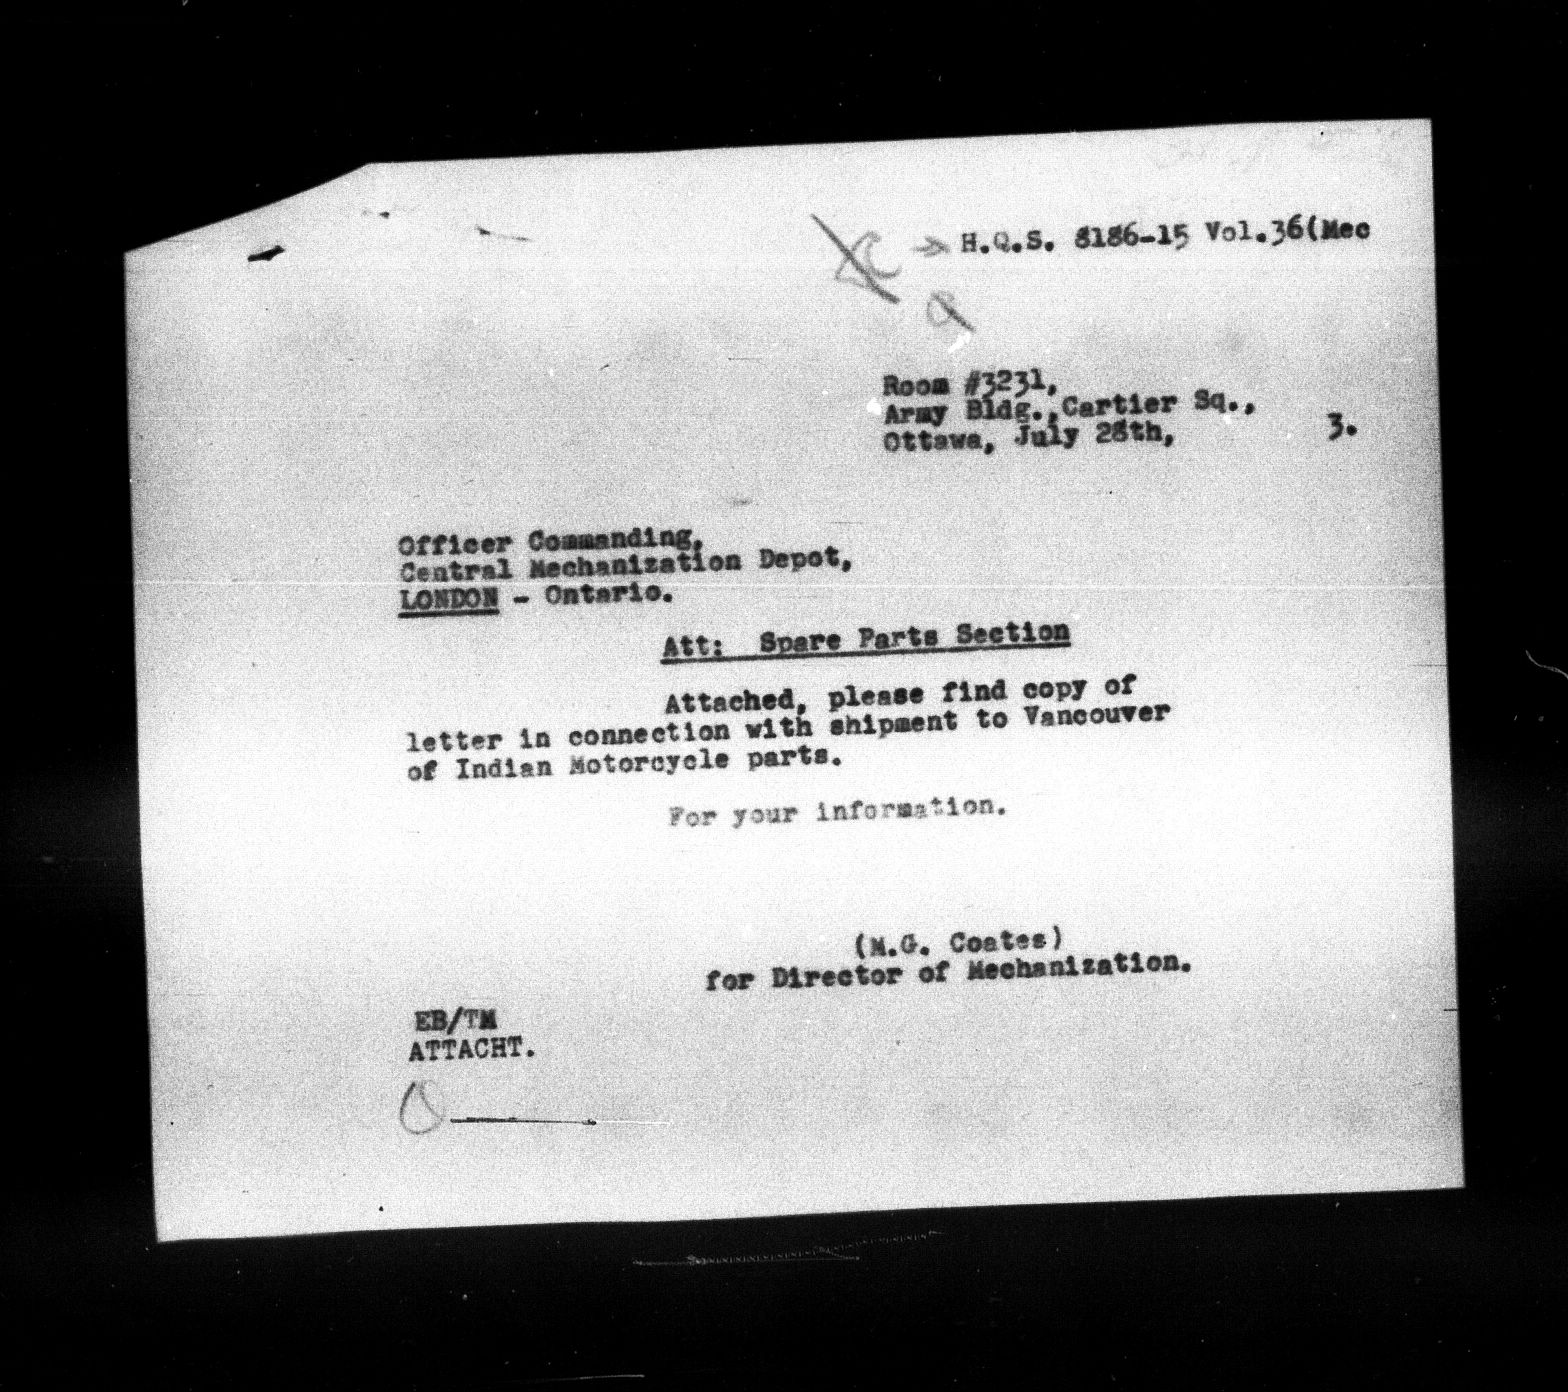 H.Q.S. 8186-15 Vol.36(Mec
Room #3231,
Army Bldg.,Cartier Sq.,
Ottawa, July 28th, 3.
Officer Commanding,
Central Mechanization Depot,
LONDON - Ontario.
Att: Spare Parts Section
Attached, please find copy of
letter in connection with shipment to Vancouver
of Indian Motorcycle parts.
For your information.
(M.G. Coates)
for Director of Mechanization.
EB/TM
ATTACHT.